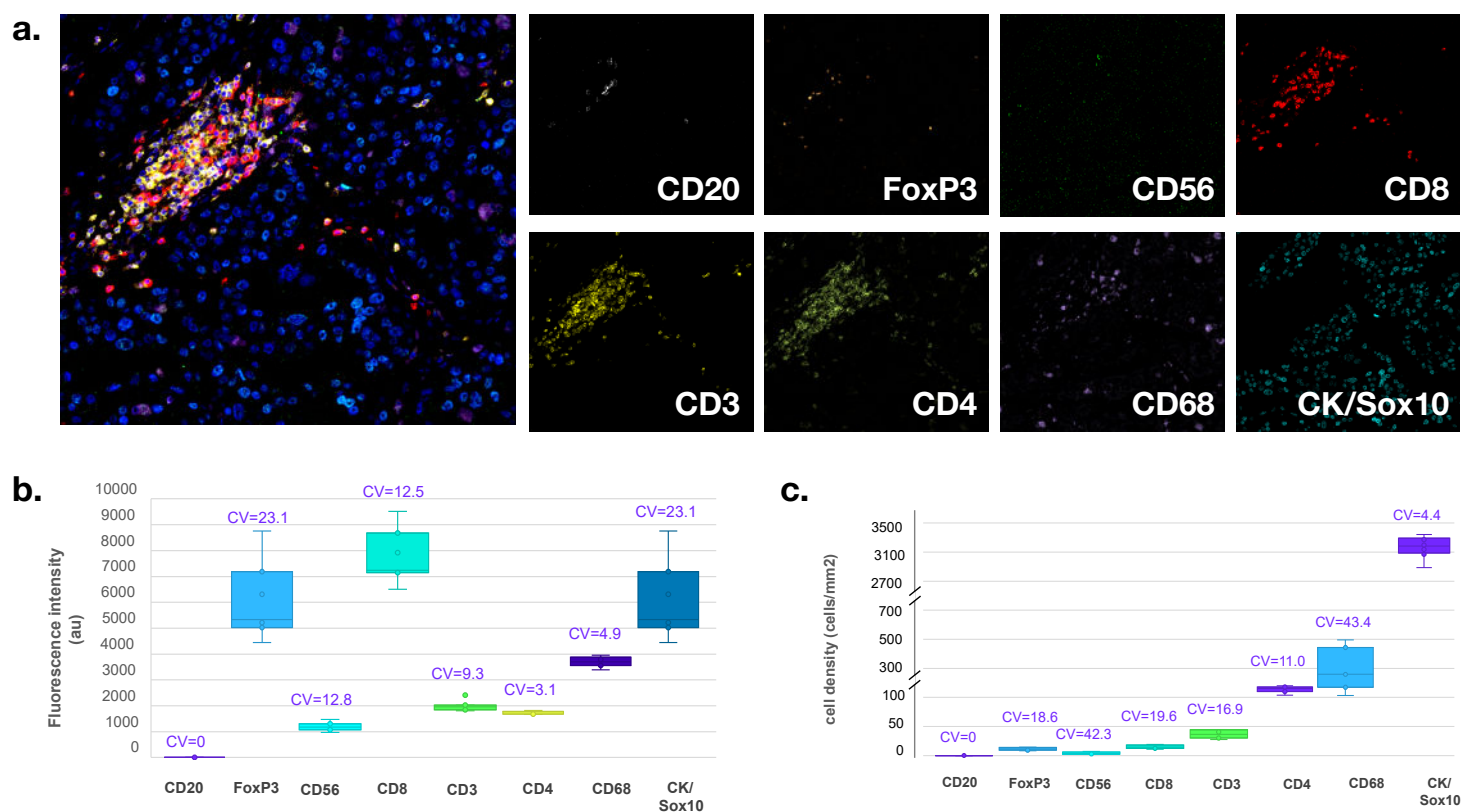 a.
CD20
FoxP3
CD56
CD8
CD3
CD4
CD68
CK/Sox10
b.
10000
9000
8000
7000
6000
5000
4000
3000
2000
1000
0
Fluorescence intensity
(au)
CV=0
CV=23.1
CV=12.8
CV=12.5
CV=9.3
CV=3.1
CV=4.9
CV=23.1
CD20
FoxP3
CD56
CD8
CD3
CD4
CD68
CK/
Sox10
c.
3500
3100
2700
700
500
300
100
50
0
cell density (cells/mm2)
CV=0
CV=18.6
CV=42.3
CV=19.6
CV=16.9
CV=11.0
CV=43.4
CV=4.4
CD20
FoxP3
CD56
CD8
CD3
CD4
CD68
CK/
Sox10